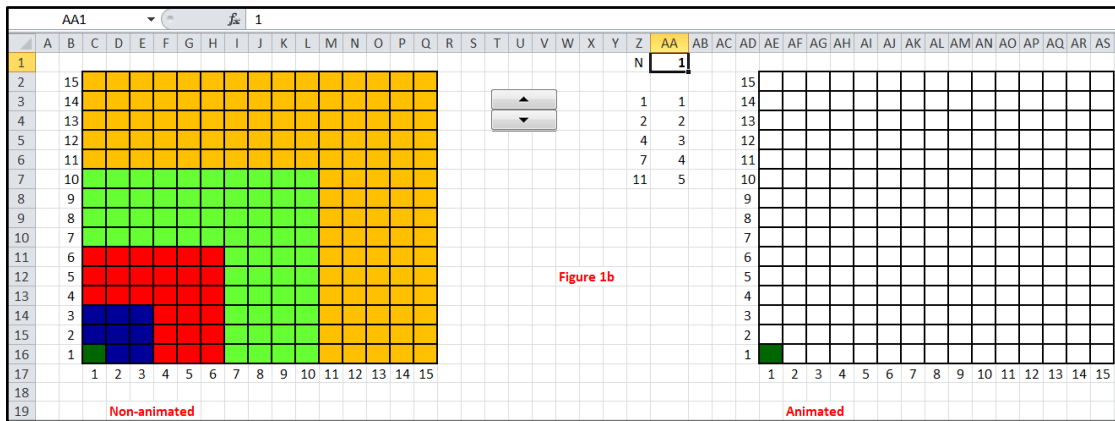 AA1 fx 1
A B C D E F G H I J K L M N O P Q R S T U V W X Y Z AA AB AC AD AE AF AG AH AI AJ AK AL AM AN AO AP AQ AR AS
1 N 1
2 15 15
3 14 1 1 14
4 13 2 2 13
5 12 4 3 12
6 11 7 4 11
7 10 11 5 10
8 9 9
9 8 8
10 7 7
11 6 6
12 5 Figure 1b 5
13 4 4
14 3 3
15 2 2
16 1 1
17 1 2 3 4 5 6 7 8 9 10 11 12 13 14 15 1 2 3 4 5 6 7 8 9 10 11 12 13 14 15
18
19 Non-animated Animated